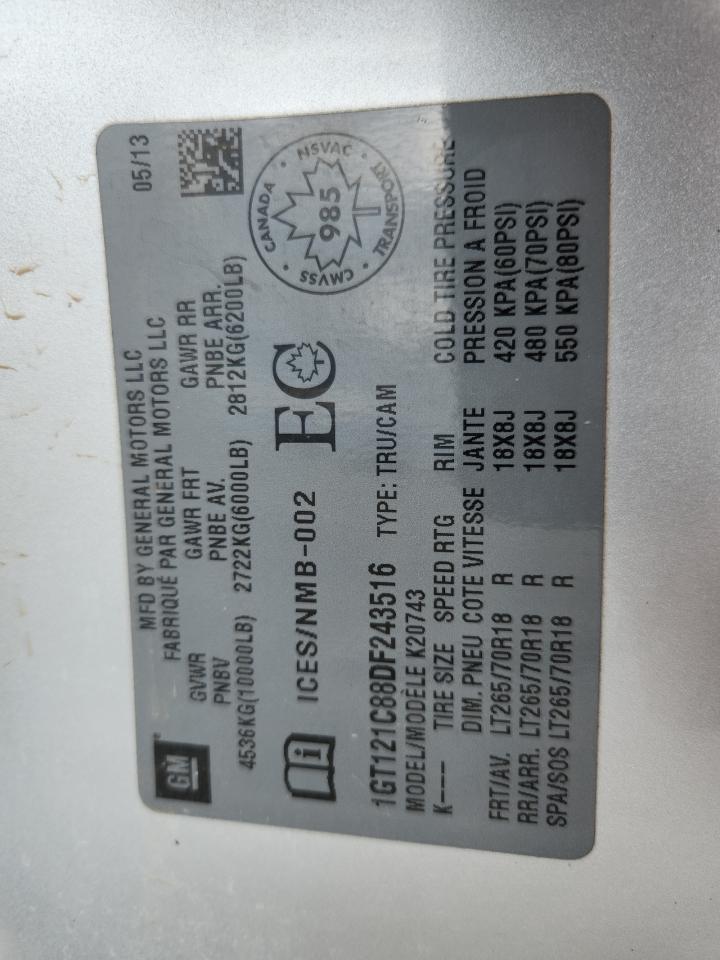 GM
MFD BY GENERAL MOTORS LLC
05/13
FABRIQUÉ PAR GENERAL MOTORS LLC
GVWR GAWR FRT GAWR RR
PNBV PNBE AV. PNBE ARR.
4536KG(10000LB) 2722KG(6000LB) 2812KG(6200LB)
i ICES/NMB-002 EC
CANADA · NSVAC · TRANSPORT · CMVSS ·
985
1GT121C88DF243516 TYPE: TRU/CAM
MODEL/MODÈLE K20743
K---- TIRE SIZE SPEED RTG RIM COLD TIRE PRESSURE
DIM. PNEU COTE VITESSE JANTE PRESSION A FROID
FRT/AV. LT265/70R18 R 18X8J 420 KPA(60PSI)
RR/ARR. LT265/70R18 R 18X8J 480 KPA(70PSI)
SPA/SOS LT265/70R18 R 18X8J 550 KPA(80PSI)